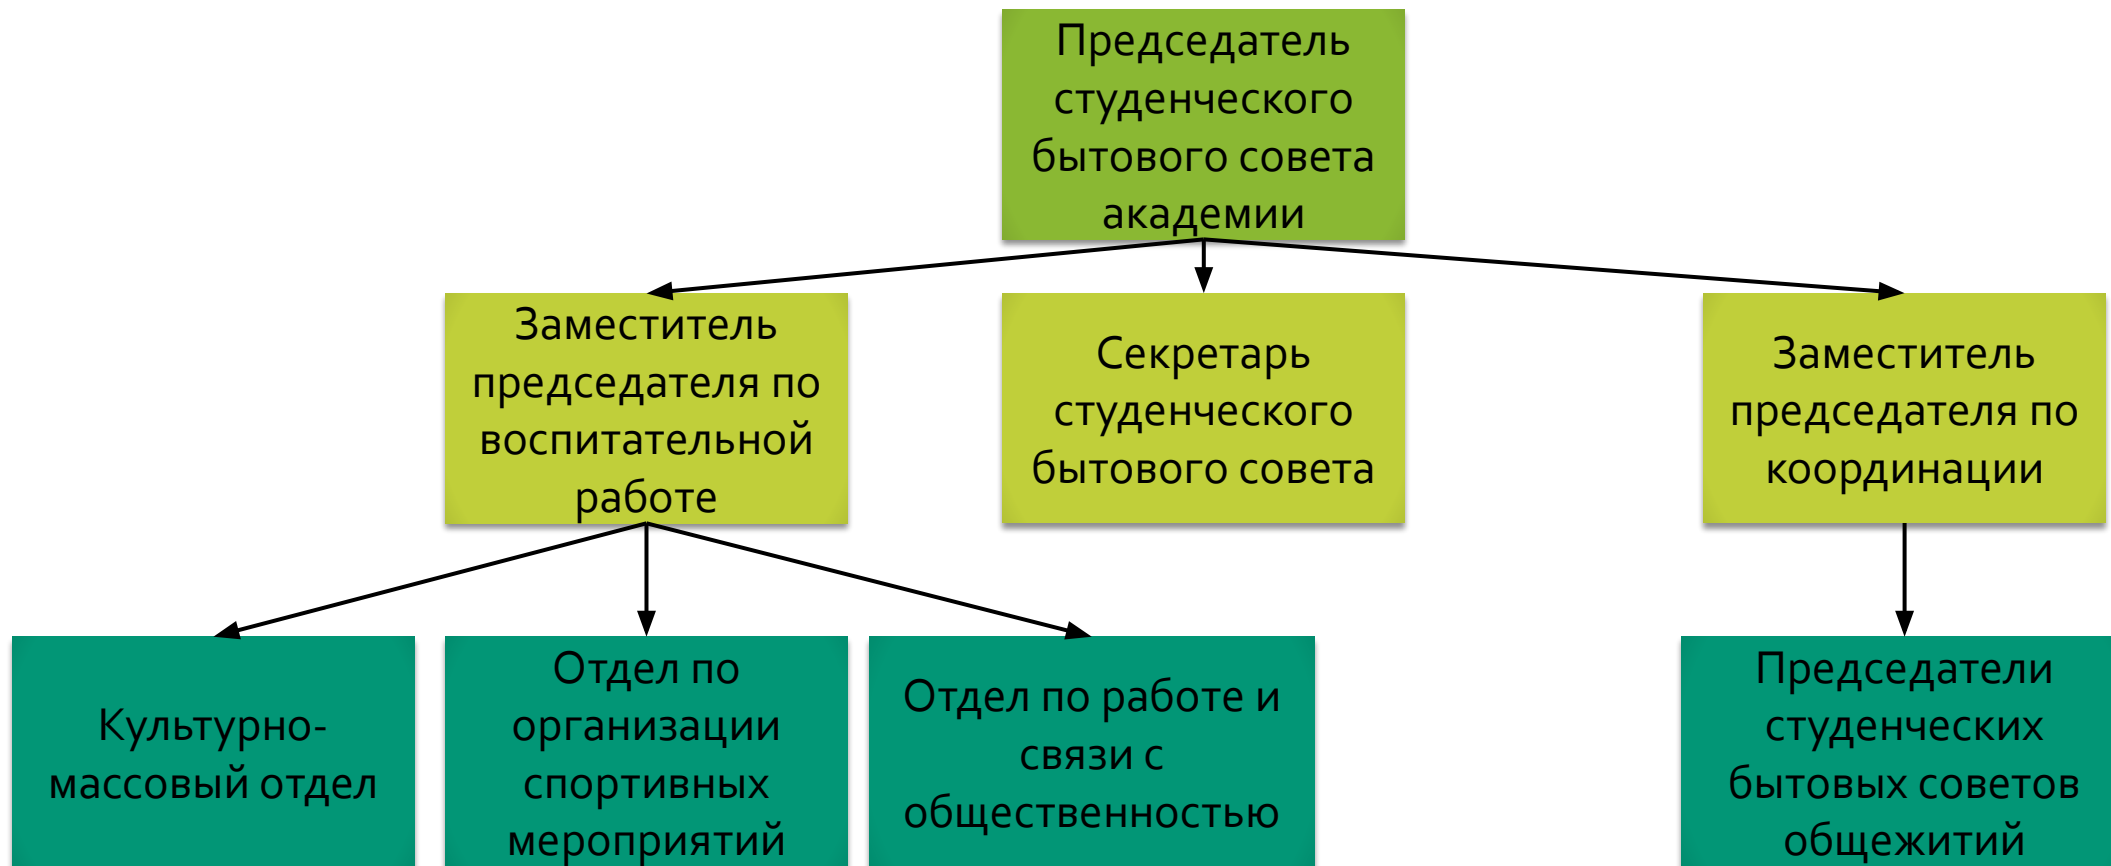 Председатель
студенческого
бытового совета
академии
Заместитель
председателя по
воспитательной
работе
Секретарь
студенческого
бытового совета
Заместитель
председателя по
координации
Культурно-
массовый отдел
Отдел по
организации
спортивных
мероприятий
Отдел по работе и
связи с
общественностью
Председатели
студенческих
бытовых советов
общежитий